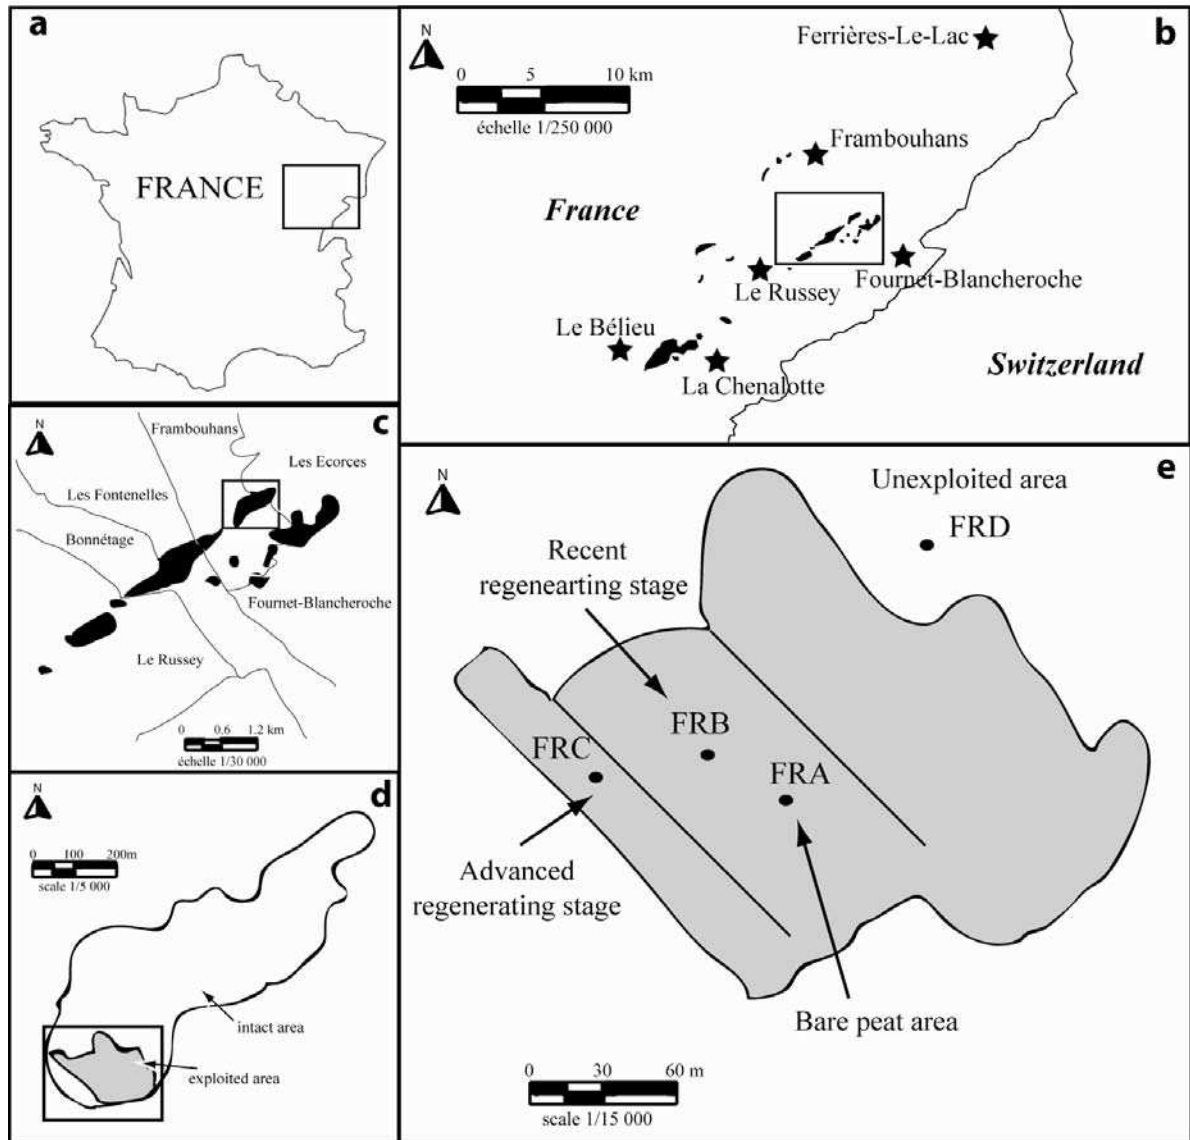 a
FRANCE
b
N
0 5 10 km
échelle 1/250 000
Ferrières-Le-Lac
Frambouhans
France
Le Russey
Fournet-Blancheroche
Le Bélieu
La Chenalotte
Switzerland
c
N
Frambouhans
Les Ecorces
Les Fontenelles
Bonnétage
Fournet-Blancheroche
Le Russey
0 0.6 1.2 km
échelle 1/30 000
d
N
0 100 200m
scale 1/5 000
intact area
exploited area
e
N
Unexploited area
FRD
Recent
regenearting stage
FRB
FRC
FRA
Advanced
regenerating stage
Bare peat area
0 30 60 m
scale 1/15 000